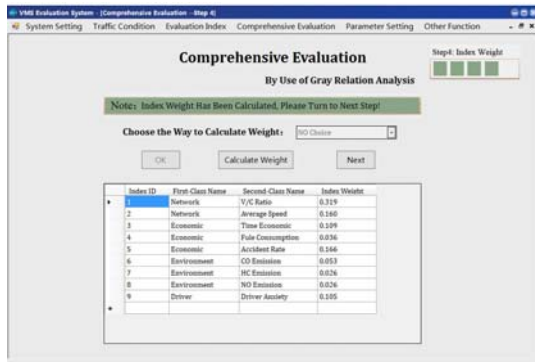 VMS Evaluation System - [Comprehensive Evaluation --Step 4]
System Setting Traffic Condition Evaluation Index Comprehensive Evaluation Parameter Setting Other Function
Comprehensive Evaluation
Step4: Index Weight
By Use of Gray Relation Analysis
Note: Index Weight Has Been Calculated, Please Turn to Next Step!
Choose the Way to Calculate Weight: NO Choice
OK Calculate Weight Next
Index ID First-Class Name Second-Class Name Index Weight
1 Network V/C Ratio 0.319
2 Network Average Speed 0.160
3 Economic Time Economic 0.109
4 Economic Fule Consumption 0.036
5 Economic Accident Rate 0.166
6 Environment CO Emission 0.053
7 Environment HC Emission 0.026
8 Environment NO Emission 0.026
9 Driver Driver Anxiety 0.105